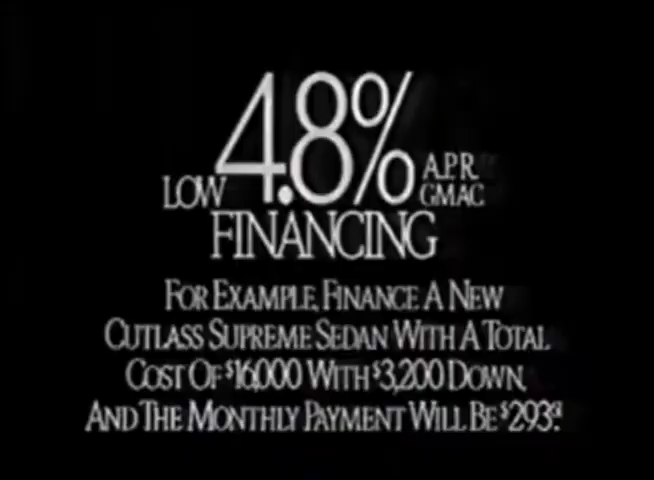 LOW 4.8% A.P.R. GMAC
FINANCING
FOR EXAMPLE, FINANCE A NEW
CUTLASS SUPREME SEDAN WITH A TOTAL
COST OF $16,000 WITH $3,200 DOWN,
AND THE MONTHLY PAYMENT WILL BE $293